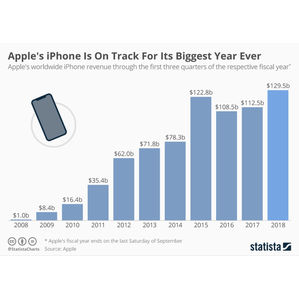 Apple's iPhone Is On Track For Its Biggest Year Ever
Apple's worldwide iPhone revenue through the first three quarters of the respective fiscal year*
$1.0b
$8.4b
$16.4b
$35.4b
$62.0b
$71.8b
$78.3b
$122.8b
$108.5b
$112.5b
$129.5b
2008 2009 2010 2011 2012 2013 2014 2015 2016 2017 2018
* Apple's fiscal year ends on the last Saturday of September
@StatistaCharts Source: Apple
statista